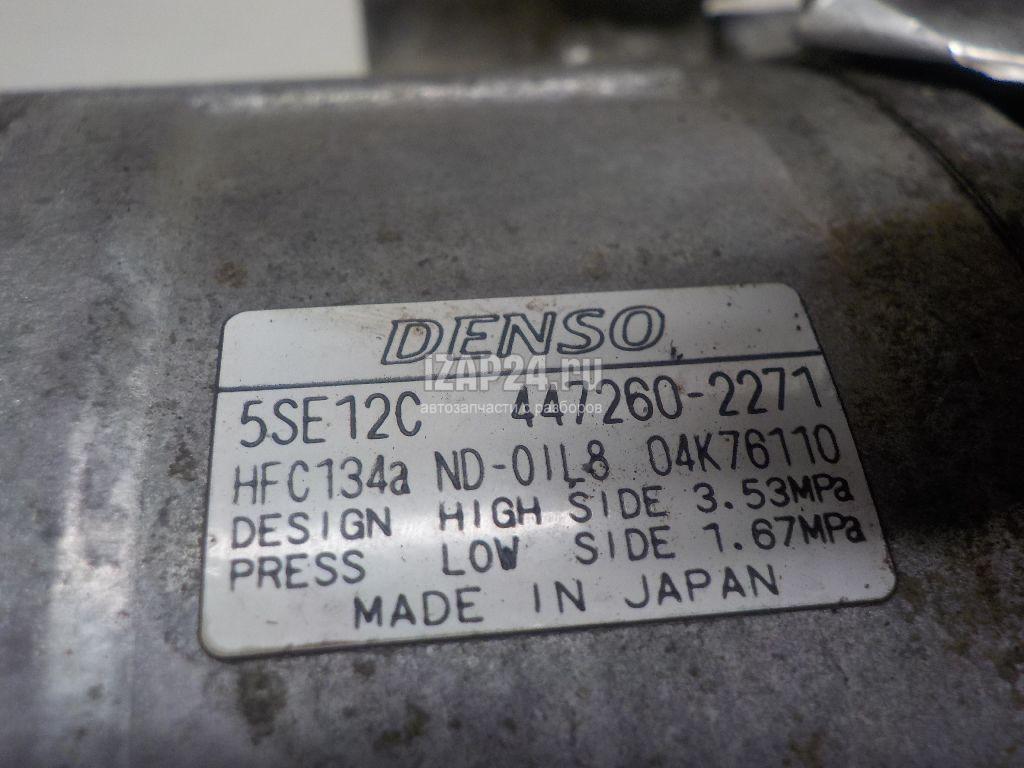 DENSO
IZAP24.ru
автозапчасти с разборов
5SE12C 447260-2271
HFC134a ND-OIL8 04K76110
DESIGN HIGH SIDE 3.53MPa
PRESS LOW SIDE 1.67MPa
MADE IN JAPAN